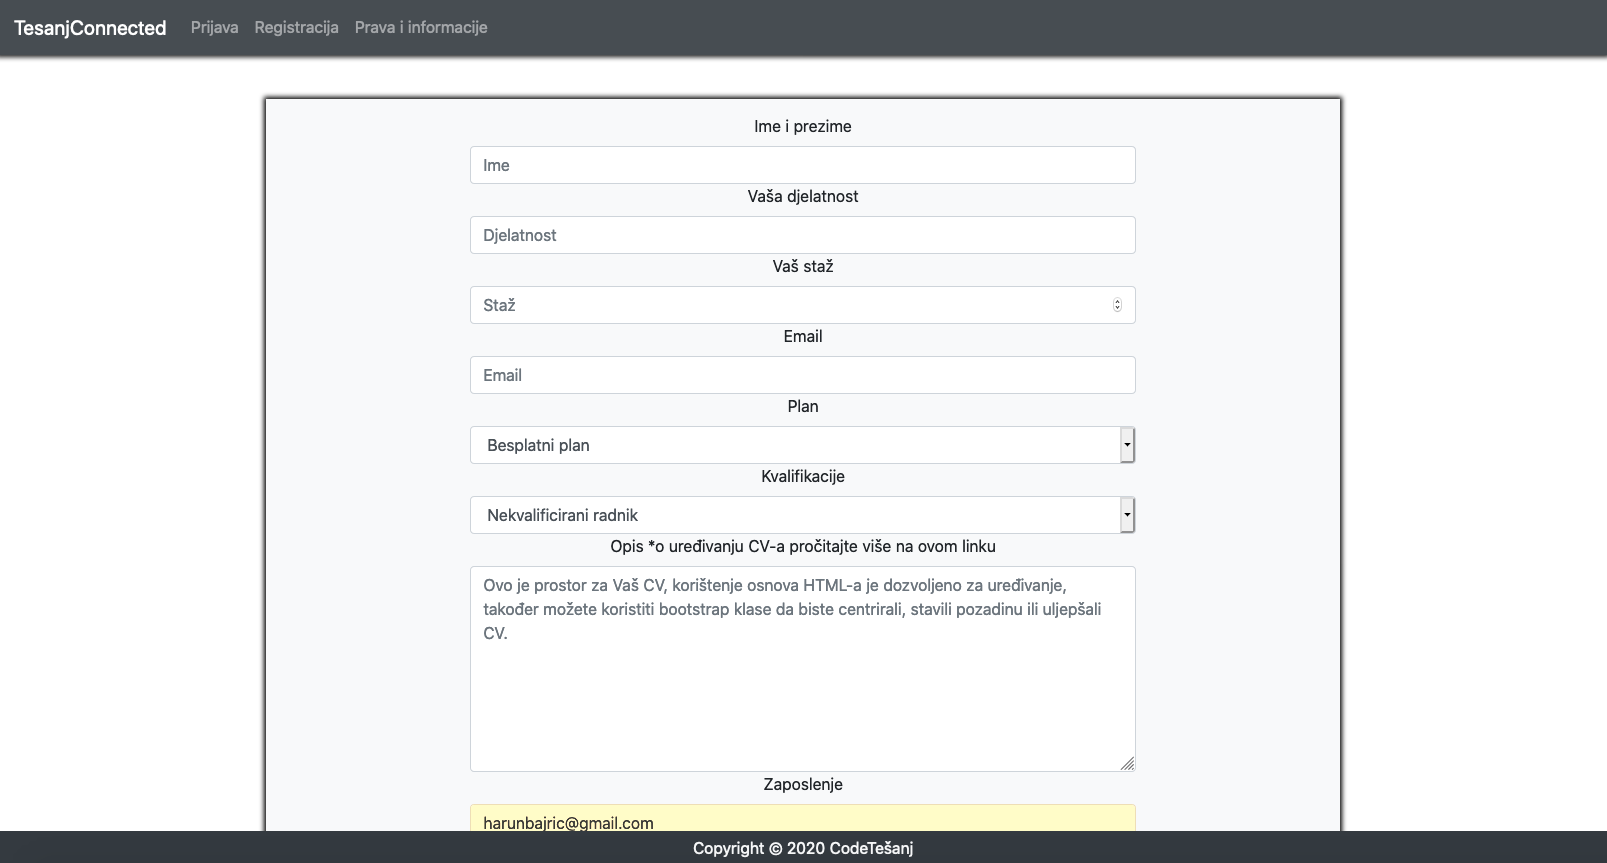 TesanjConnected Prijava Registracija Prava i informacije
Ime i prezime
Ime
Vaša djelatnost
Djelatnost
Vaš staž
Staž
Email
Email
Plan
Besplatni plan
Kvalifikacije
Nekvalificirani radnik
Opis *o uređivanju CV-a pročitajte više na ovom linku
Ovo je prostor za Vaš CV, korištenje osnova HTML-a je dozvoljeno za uređivanje,
također možete koristiti bootstrap klase da biste centrirali, stavili pozadinu ili uljepšali
CV.
Zaposlenje
harunbajric@gmail.com
Copyright © 2020 CodeTešanj